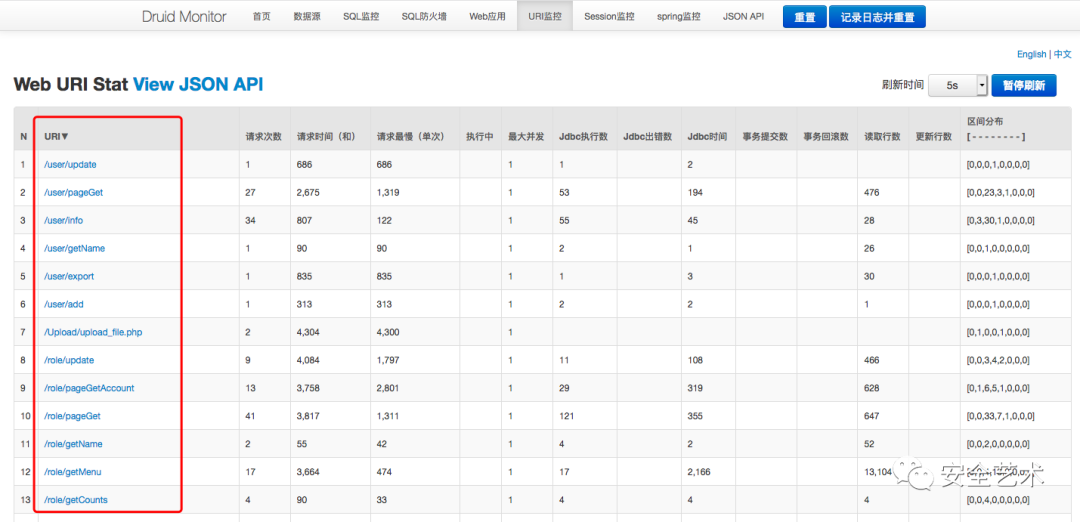 Druid Monitor 首页 数据源 SQL监控 SQL防火墙 Web应用 URI监控 Session监控 spring监控 JSON API 重置 记录日志并重置
English | 中文
Web URI Stat View JSON API 刷新时间 5s 暂停刷新
N URI▼ 请求次数 请求时间（和） 请求最慢（单次） 执行中 最大并发 Jdbc执行数 Jdbc出错数 Jdbc时间 事务提交数 事务回滚数 读取行数 更新行数 区间分布
[ - - - - - - - - ]
1 /user/update 1 686 686 1 1 2 [0,0,0,1,0,0,0,0]
2 /user/pageGet 27 2,675 1,319 1 53 194 476 [0,0,23,3,1,0,0,0]
3 /user/info 34 807 122 1 55 45 28 [0,3,30,1,0,0,0,0]
4 /user/getName 1 90 90 1 2 1 26 [0,0,1,0,0,0,0,0]
5 /user/export 1 835 835 1 1 3 30 [0,0,0,1,0,0,0,0]
6 /user/add 1 313 313 1 2 2 1 [0,0,0,1,0,0,0,0]
7 /Upload/upload_file.php 2 4,304 4,300 1 [0,1,0,0,1,0,0,0]
8 /role/update 9 4,084 1,797 1 11 108 466 [0,0,3,4,2,0,0,0]
9 /role/pageGetAccount 13 3,758 2,801 1 29 319 628 [0,1,6,5,1,0,0,0]
10 /role/pageGet 41 3,817 1,311 1 121 355 647 [0,0,33,7,1,0,0,0]
11 /role/getName 2 55 42 1 4 2 52 [0,0,2,0,0,0,0,0]
12 /role/getMenu 17 3,664 474 1 17 2,166 13,104
安全艺术
13 /role/getCounts 4 90 33 1 4 4 4 [0,0,4,0,0,0,0,0]